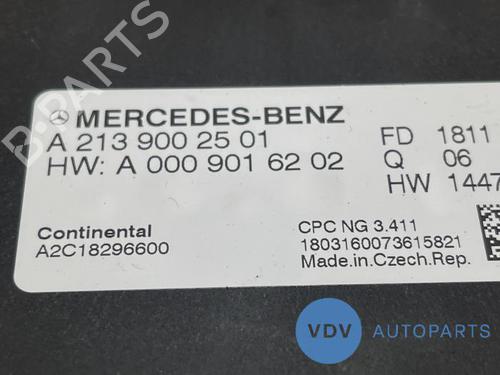 MERCEDES-BENZ
A 213 900 25 01
HW: A 000 901 62 02
FD 1811
Q 06
HW 1447
Continental
A2C18296600
CPC NG 3.411
1803160073615821
Made.in.Czech.Rep.
VDV AUTOPARTS
B-PARTS